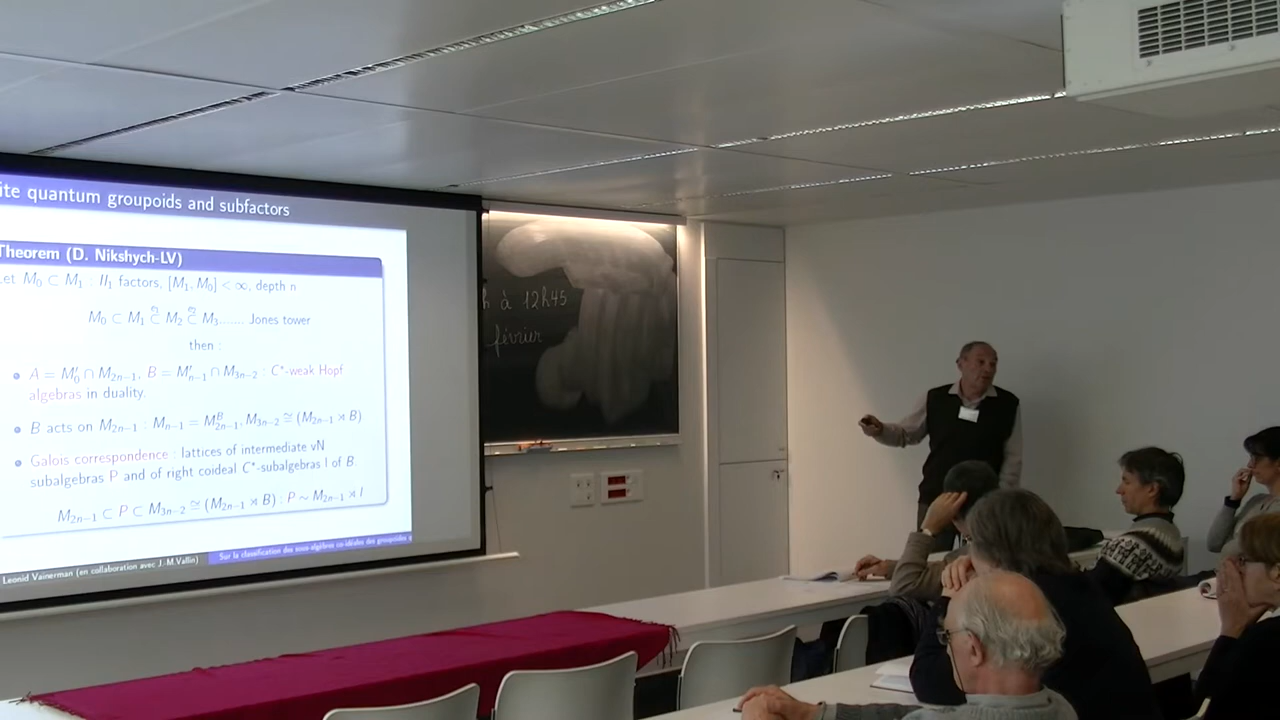 ite quantum groupoids and subfactors
Theorem (D. Nikshych-LV)
Let M₀ ⊂ M₁ : II₁ factors, [M₁, M₀] < ∞, depth n
M₀ ⊂ M₁ ⊂ M₂ ⊂ M₃....... Jones tower
then :
• A = M₀′ ∩ M₂ₙ₋₁, B = M′ₙ₋₁ ∩ M₃ₙ₋₂ : C*-weak Hopf
algebras in duality.
• B acts on M₂ₙ₋₁ : Mₙ₋₁ = M₂ₙ₋₁ᴮ, M₃ₙ₋₂ ≅ (M₂ₙ₋₁ ⋊ B)
• Galois correspondence : lattices of intermediate vN
subalgebras P and of right coideal C*-subalgebras I of B.
M₂ₙ₋₁ ⊂ P ⊂ M₃ₙ₋₂ ≅ (M₂ₙ₋₁ ⋊ B) : P ∼ M₂ₙ₋₁ ⋊ I
Leonid Vainerman (en collaboration avec J.-M.Vallin)
Sur la classification des sous-algèbres co-idéales des groupoïdes
h à 12h45
février